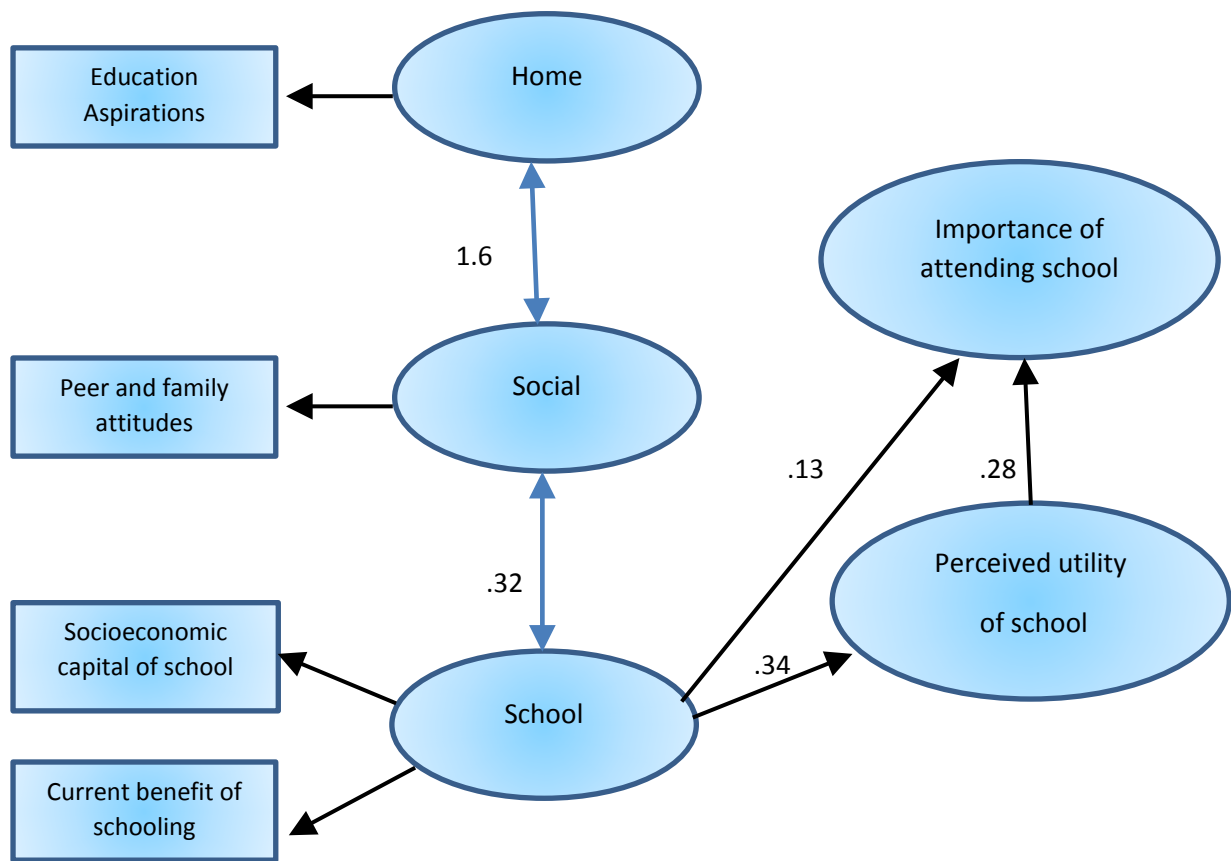 Education
Aspirations
Home
Importance of
attending school
1.6
Peer and family
attitudes
Social
.13
.28
Perceived utility
of school
.32
Socioeconomic
capital of school
.34
School
Current benefit of
schooling